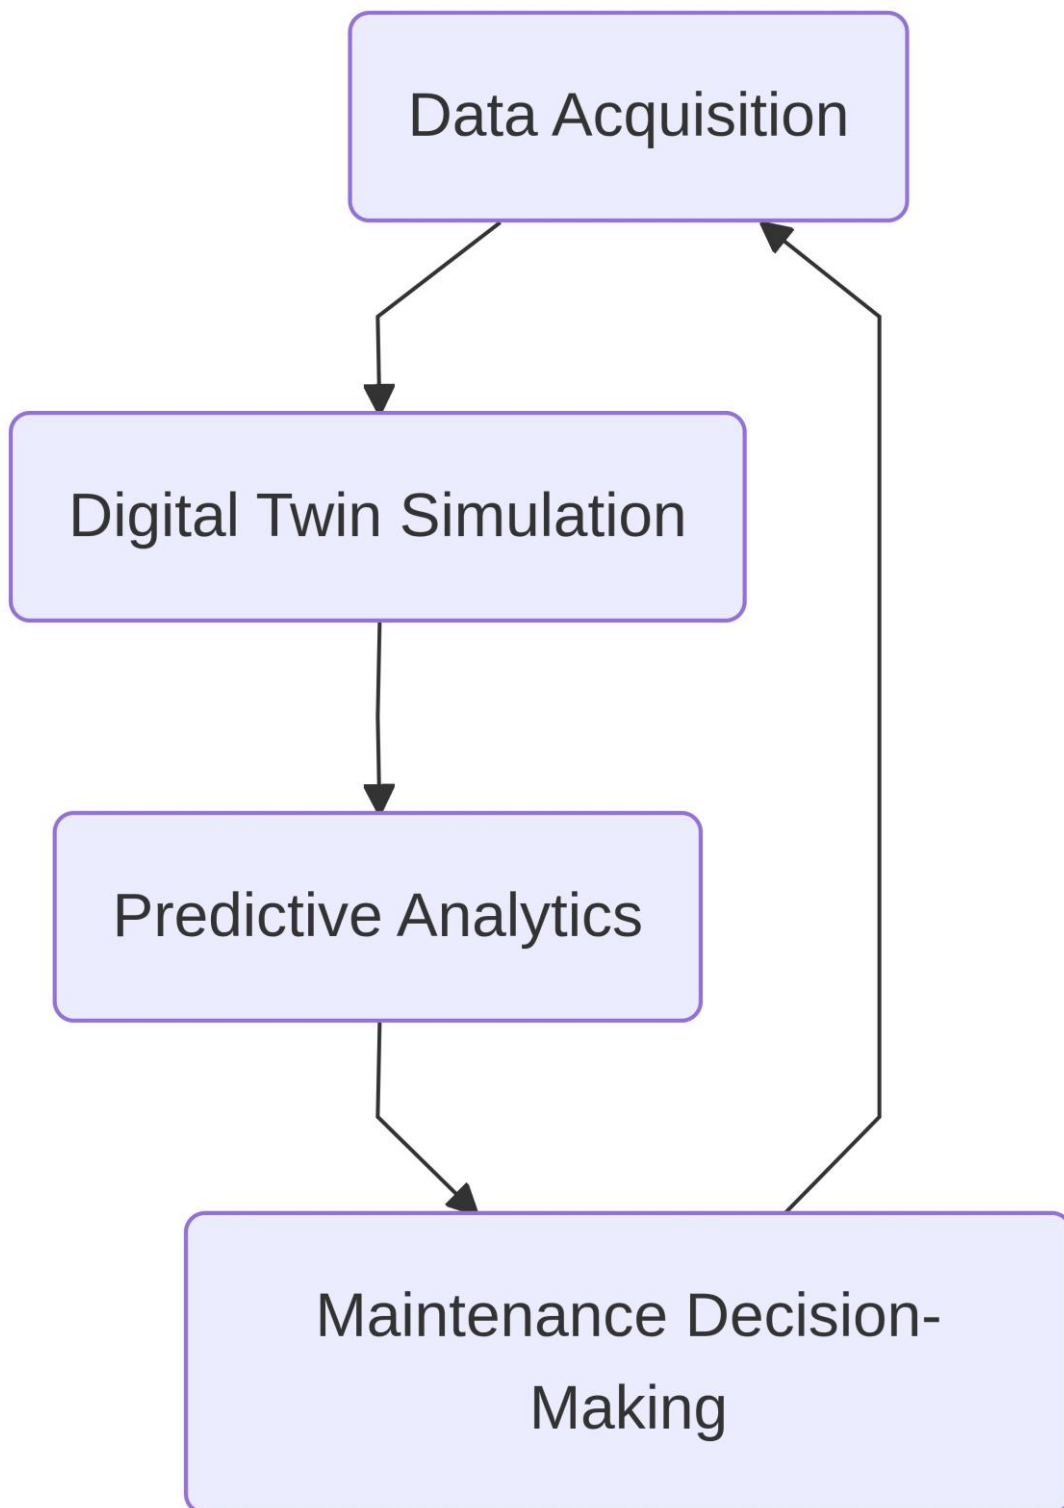 Data Acquisition
Digital Twin Simulation
Predictive Analytics
Maintenance Decision-
Making